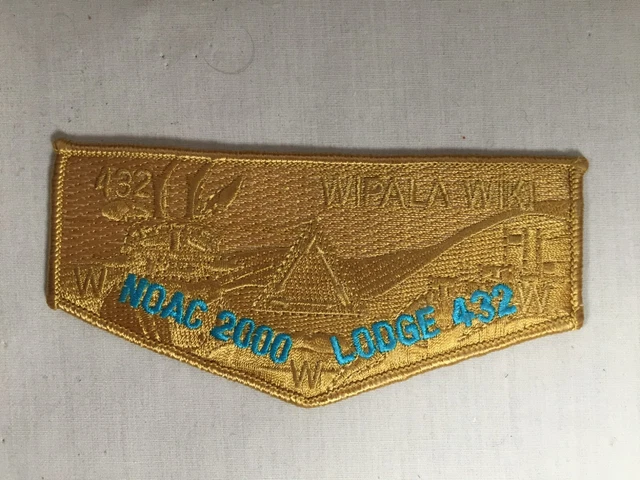 432 WIPALA WIKI
W W
NOAC 2000 LODGE 432
W